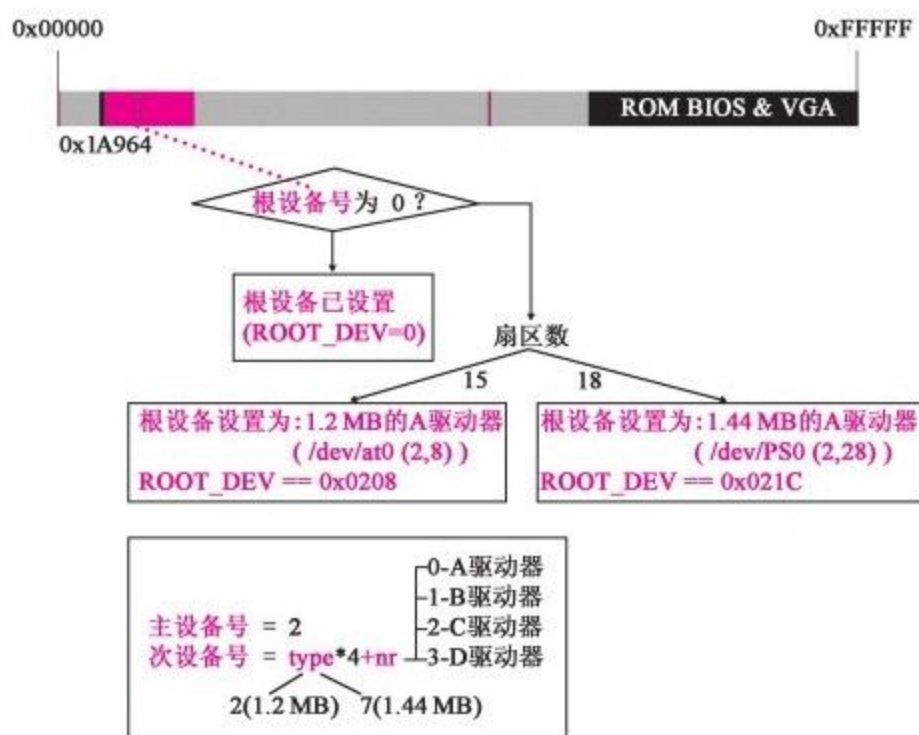 0x00000
0xFFFFF
ROM BIOS & VGA
0x1A964
根设备号为 0 ?
根设备已设置
(ROOT_DEV=0)
扇区数
15
18
根设备设置为:1.2 MB的A驱动器
( /dev/at0 (2,8) )
ROOT_DEV == 0x0208
根设备设置为:1.44 MB的A驱动器
( /dev/PS0 (2,28) )
ROOT_DEV == 0x021C
0-A驱动器
1-B驱动器
2-C驱动器
3-D驱动器
主设备号 = 2
次设备号 = type*4+nr
2(1.2 MB)
7(1.44 MB)